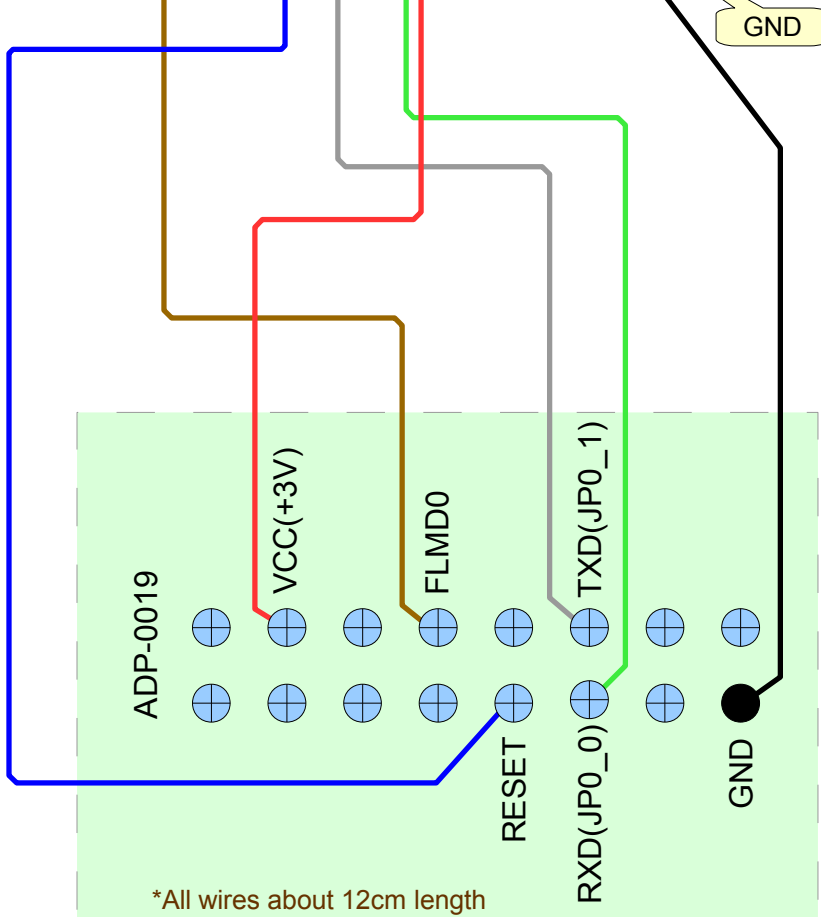 GND
VCC(+3V)
FLMD0
TXD(JP0_1)
ADP-0019
RESET
RXD(JP0_0)
GND
*All wires about 12cm length